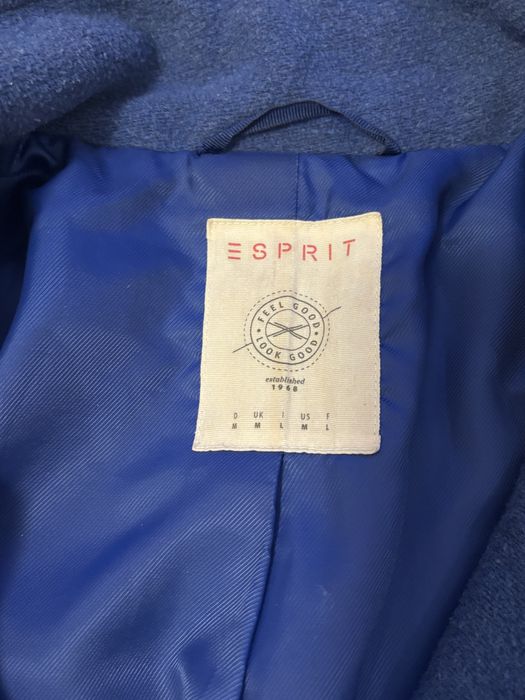 ESPRIT
FEEL GOOD
LOOK GOOD
established
1968
D UK I US F
M M L M L